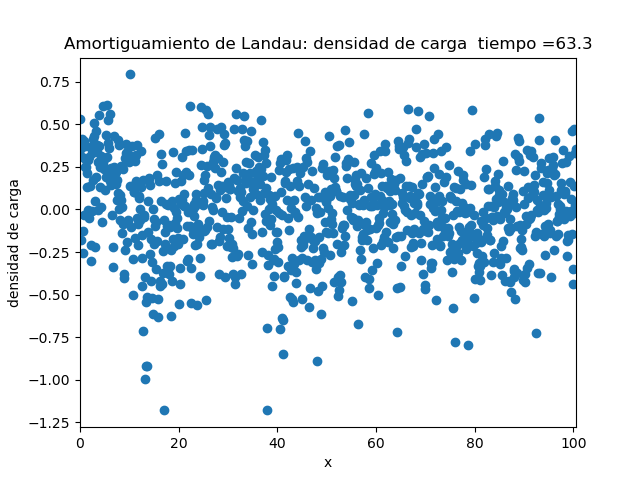 Amortiguamiento de Landau: densidad de carga  tiempo =63.3
densidad de carga
0.75
0.50
0.25
0.00
−0.25
−0.50
−0.75
−1.00
−1.25
0 20 40 60 80 100
x